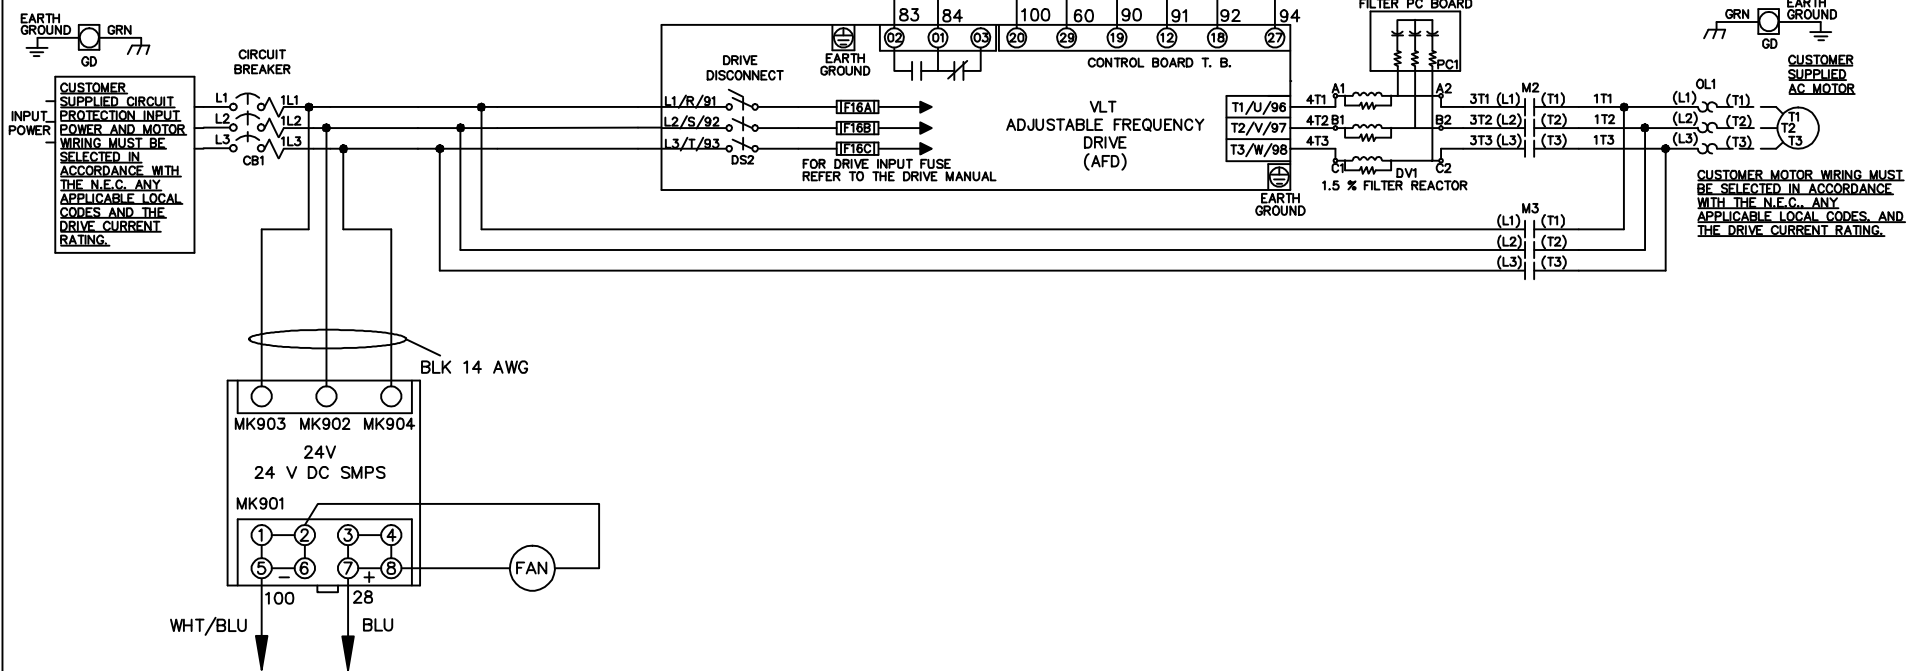 EARTH
GROUND
GRN
GD
CIRCUIT
BREAKER
INPUT
POWER
CUSTOMER
SUPPLIED CIRCUIT
PROTECTION INPUT
POWER AND MOTOR
WIRING MUST BE
SELECTED IN
ACCORDANCE WITH
THE N.E.C. ANY
APPLICABLE LOCAL
CODES AND THE
DRIVE CURRENT
RATING.
L1 1L1
L2 1L2
L3 1L3
CB1
83 84 100 60 90 91 92 94
02 01 03 20 29 19 12 18 27
EARTH
GROUND
CONTROL BOARD T. B.
DRIVE
DISCONNECT
L1/R/91
L2/S/92
L3/T/93
DS2
IF16A
IF16B
IF16C
FOR DRIVE INPUT FUSE
REFER TO THE DRIVE MANUAL
VLT
ADJUSTABLE FREQUENCY
DRIVE
(AFD)
T1/U/96
T2/V/97
T3/W/98
EARTH
GROUND
FILTER PC BOARD
PC1
4T1 A1 A2
4T2 B1 B2
4T3 C1 C2
DV1
1.5 % FILTER REACTOR
M2
3T1 (L1) (T1) 1T1
3T2 (L2) (T2) 1T2
3T3 (L3) (T3) 1T3
M3
(L1) (T1)
(L2) (T2)
(L3) (T3)
OL1
(L1) (T1)
(L2) (T2)
(L3) (T3)
T1
T2
T3
GRN
EARTH
GROUND
GD
CUSTOMER
SUPPLIED
AC MOTOR
CUSTOMER MOTOR WIRING MUST
BE SELECTED IN ACCORDANCE
WITH THE N.E.C., ANY
APPLICABLE LOCAL CODES, AND
THE DRIVE CURRENT RATING.
BLK 14 AWG
MK903 MK902 MK904
24V
24 V DC SMPS
MK901
1 2 3 4
5 6 7 8
- +
FAN
100 28
WHT/BLU BLU